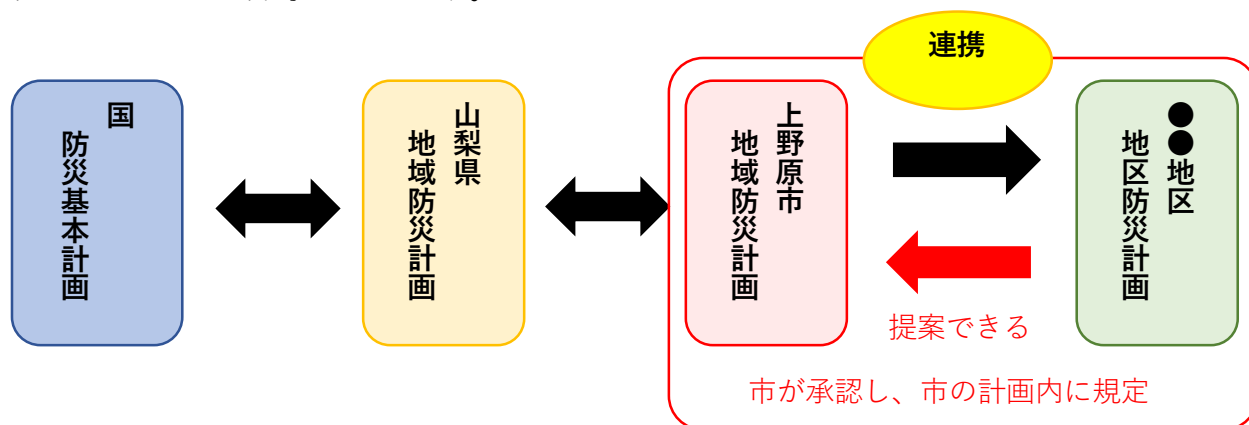 連携
国
防災基本計画
山梨県
地域防災計画
上野原市
地域防災計画
●●地区
地区防災計画
提案できる
市が承認し、市の計画内に規定